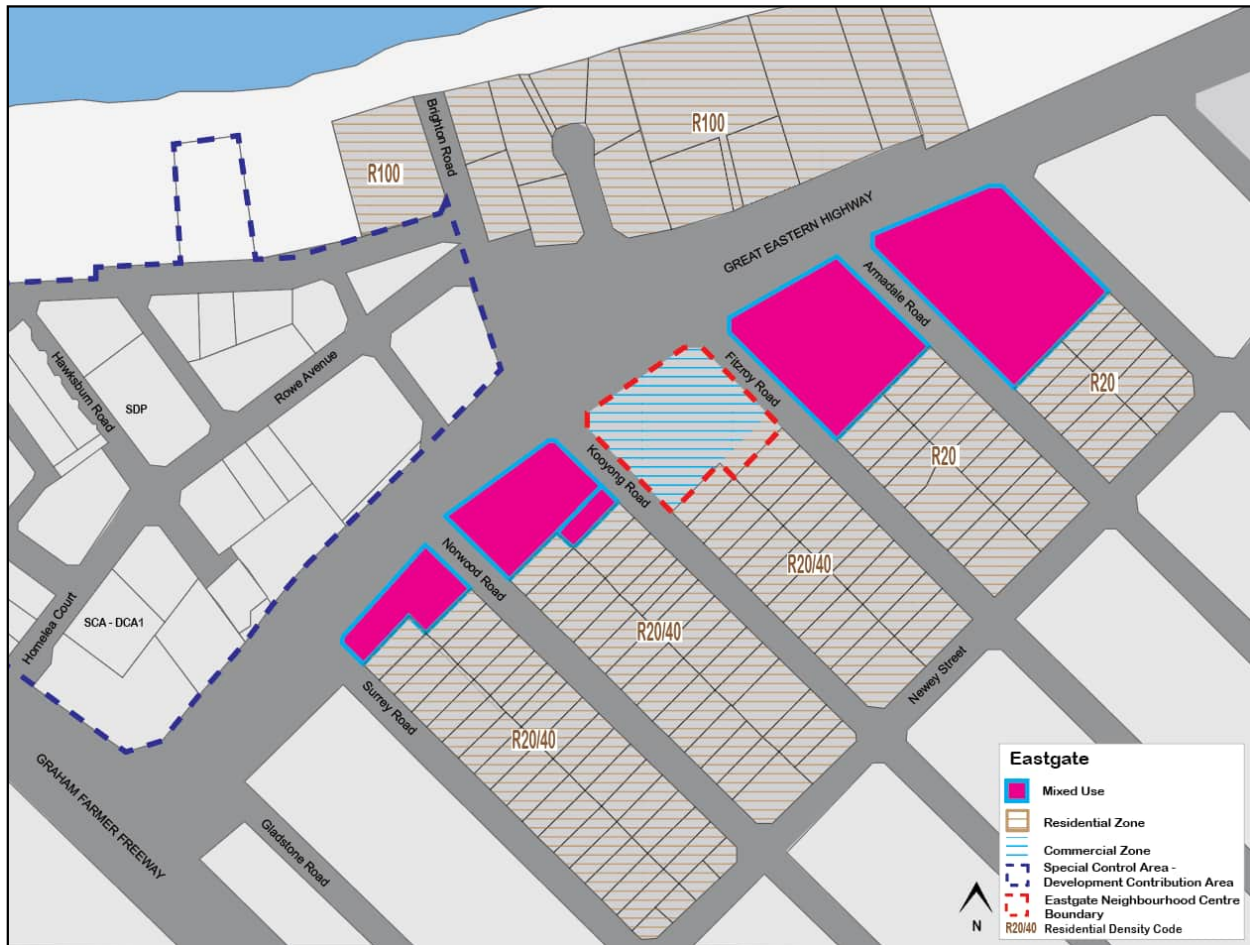 Brighton Road
R100
R100
GREAT EASTERN HIGHWAY
Armadale Road
Hawksburn Road
Rowe Avenue
SDP
Fitzroy Road
R20
Kooyong Road
R20
Norwood Road
R20/40
Homelea Court
SCA - DCA1
R20/40
Newey Street
Surrey Road
R20/40
GRAHAM FARMER FREEWAY
Gladstone Road
Eastgate
Mixed Use
Residential Zone
Commercial Zone
Special Control Area -
Development Contribution Area
Eastgate Neighbourhood Centre
Boundary
R20/40 Residential Density Code
N